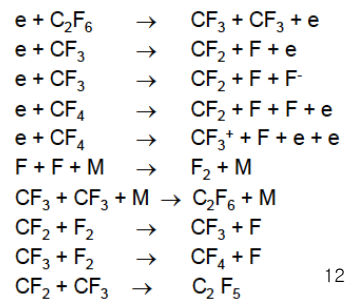 e + C₂F₆ → CF₃ + CF₃ + e
e + CF₃ → CF₂ + F + e
e + CF₃ → CF₂ + F + F⁻
e + CF₄ → CF₂ + F + F + e
e + CF₄ → CF₃⁺ + F + e + e
F + F + M → F₂ + M
CF₃ + CF₃ + M → C₂F₆ + M
CF₂ + F₂ → CF₃ + F
CF₃ + F₂ → CF₄ + F
CF₂ + CF₃ → C₂F₅
12